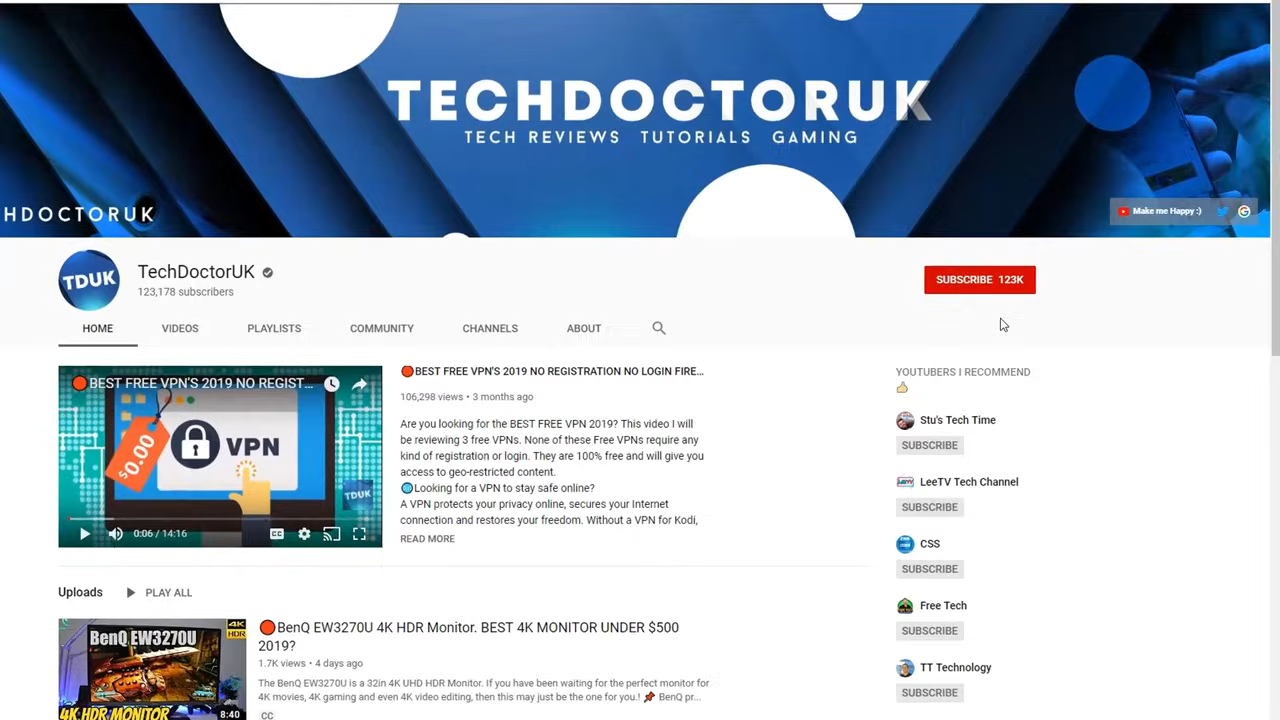 TECHDOCTORUK
TECH REVIEWS TUTORIALS GAMING
HDOCTORUK
Make me Happy :)
TDUK
TechDoctorUK
123,178 subscribers
SUBSCRIBE 123K
HOME VIDEOS PLAYLISTS COMMUNITY CHANNELS ABOUT
BEST FREE VPN'S 2019 NO REGIST...
$0.00
VPN
TDUK
0:06 / 14:16
CC
BEST FREE VPN'S 2019 NO REGISTRATION NO LOGIN FIRE...
106,298 views • 3 months ago
Are you looking for the BEST FREE VPN 2019? This video I will
be reviewing 3 free VPNs. None of these Free VPNs require any
kind of registration or login. They are 100% free and will give you
access to geo-restricted content.
Looking for a VPN to stay safe online?
A VPN protects your privacy online, secures your Internet
connection and restores your freedom. Without a VPN for Kodi,
READ MORE
YOUTUBERS I RECOMMEND
Stu's Tech Time
SUBSCRIBE
LeeTV Tech Channel
SUBSCRIBE
CSS
SUBSCRIBE
Free Tech
SUBSCRIBE
TT Technology
SUBSCRIBE
Uploads PLAY ALL
BenQ EW3270U
4K
HDR
4K HDR MONITOR
8:40
BenQ EW3270U 4K HDR Monitor. BEST 4K MONITOR UNDER $500
2019?
1.7K views • 4 days ago
The BenQ EW3270U is a 32in 4K UHD HDR Monitor. If you have been waiting for the perfect monitor for
4K movies, 4K gaming and even 4K video editing, then this may just be the one for you.! BenQ pr...
CC